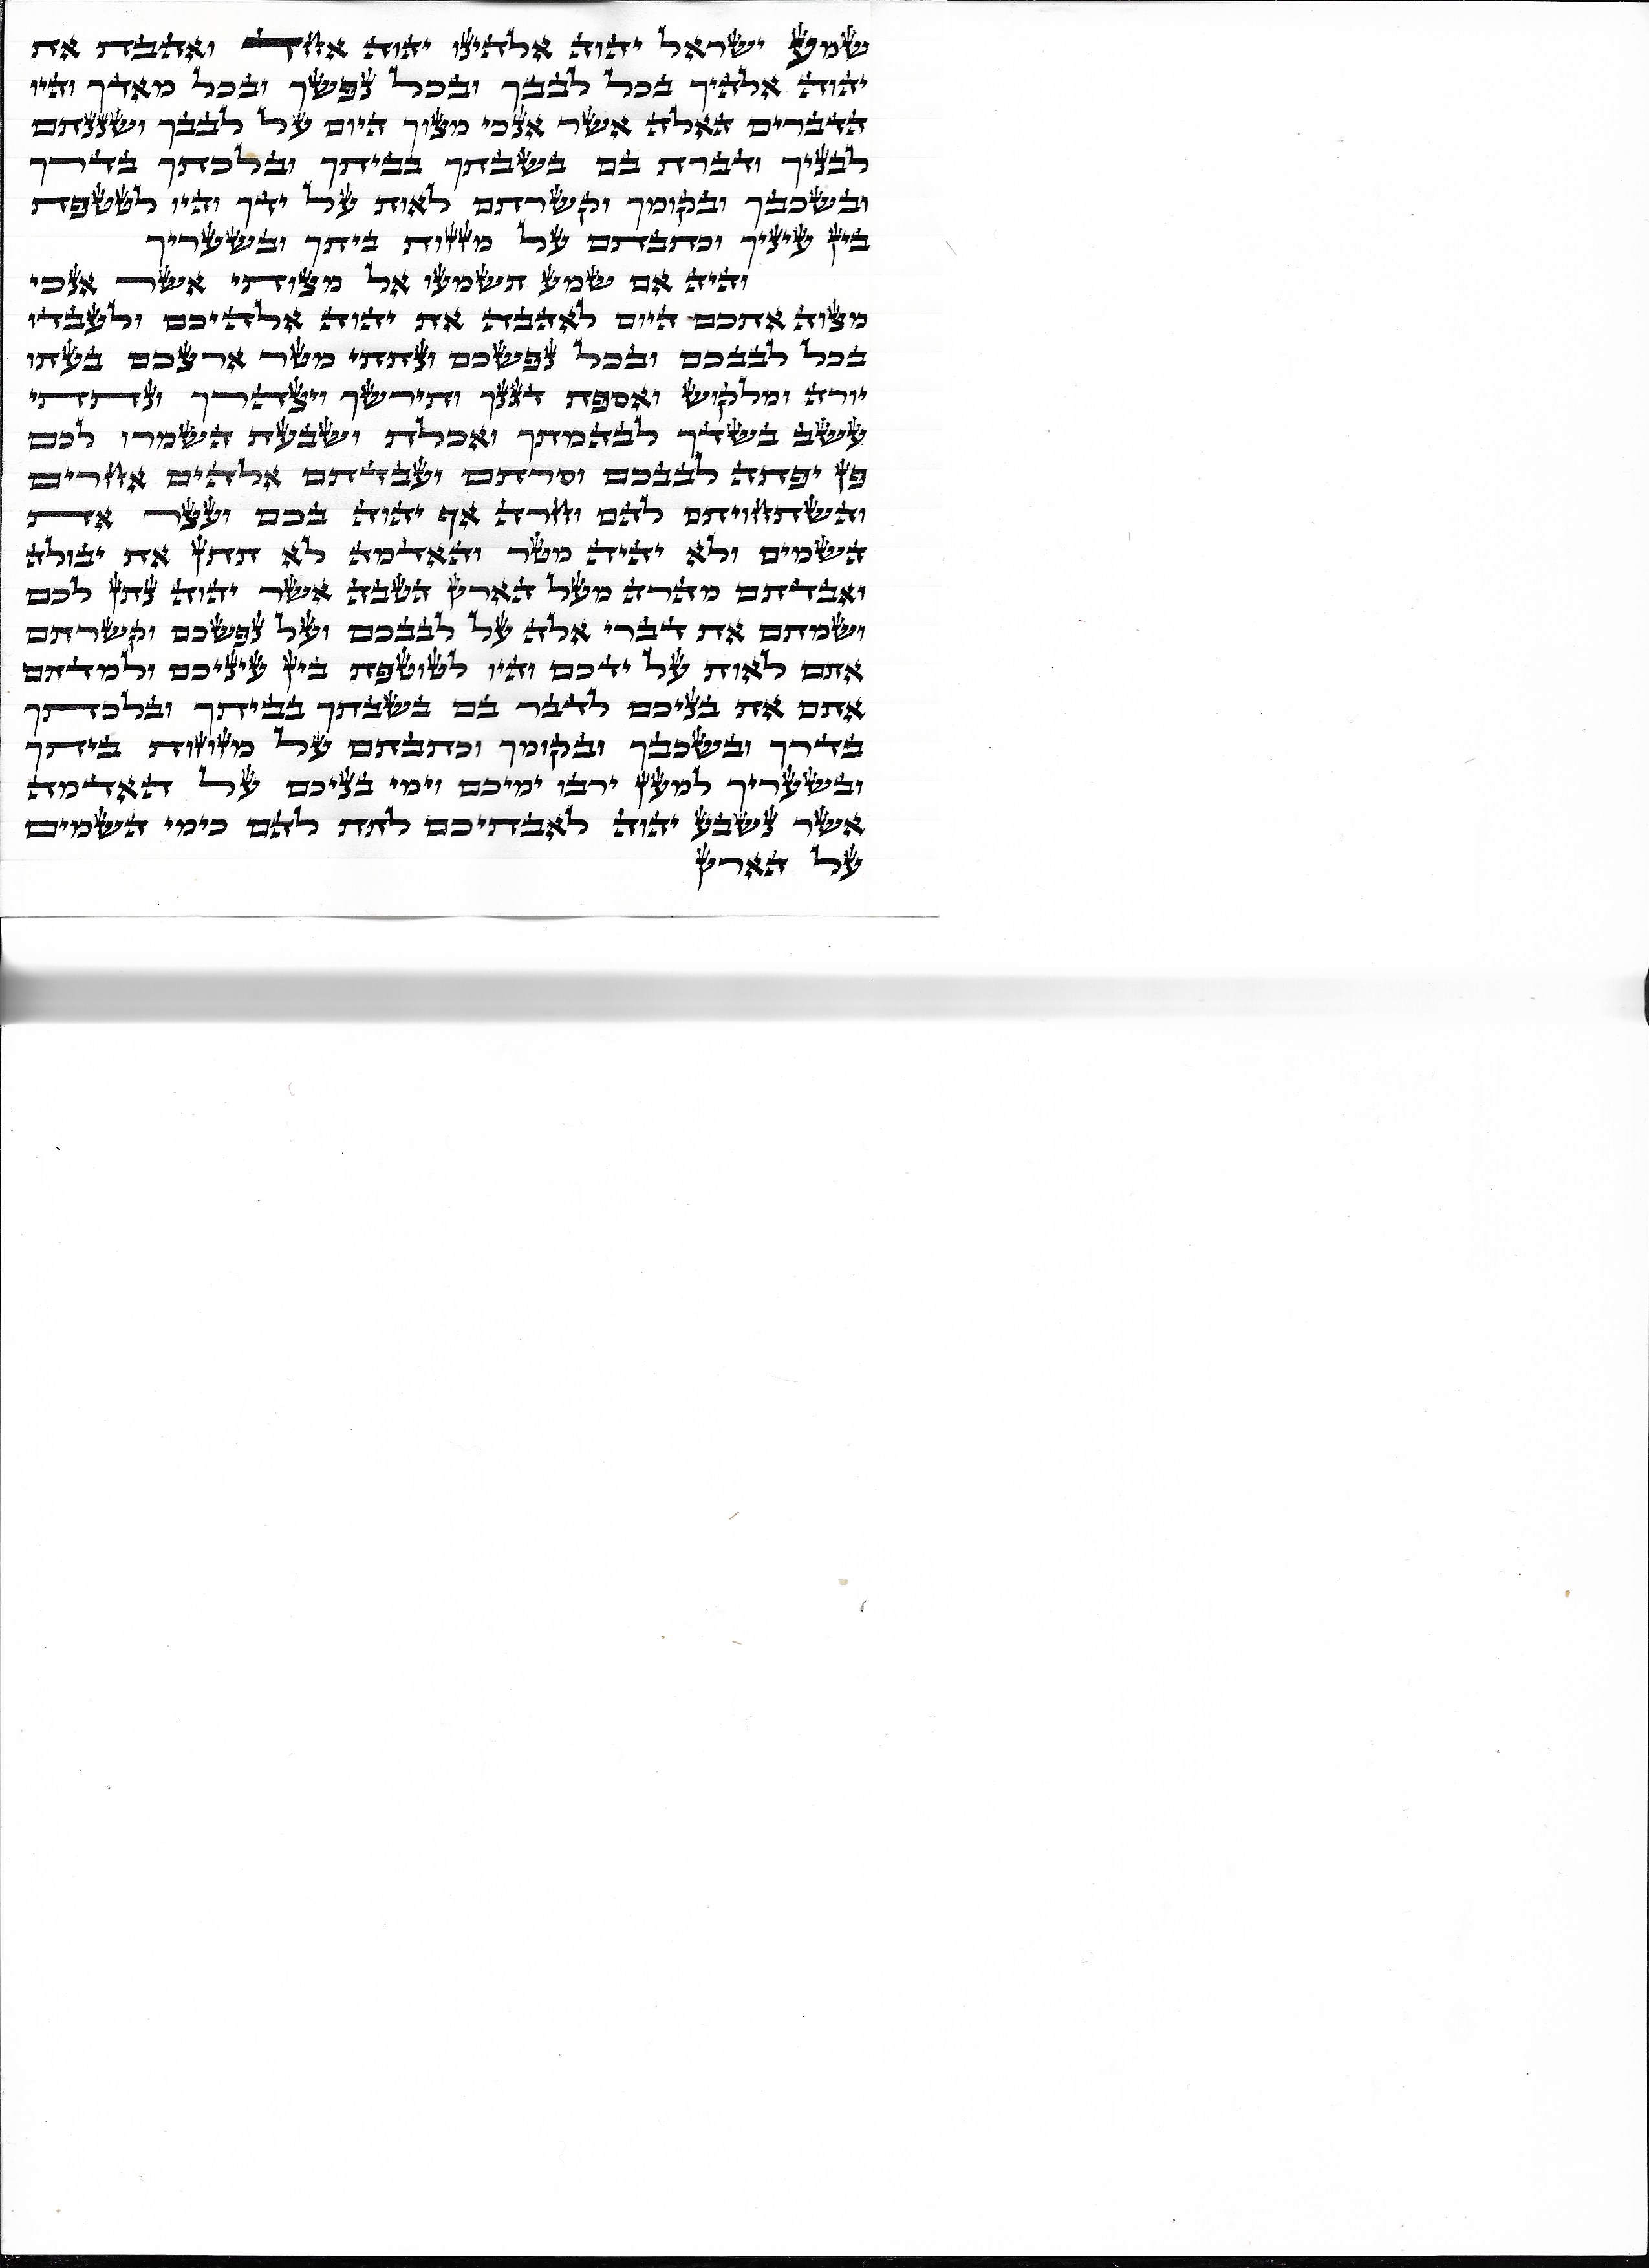 שמע ישראל יהוה אלהינו יהוה אחד ואהבת את
יהוה אלהיך בכל לבבך ובכל נפשך ובכל מאדך והיו
הדברים האלה אשר אנכי מצוך היום על לבבך ושננתם
לבניך ודברת בם בשבתך בביתך ובלכתך בדרך
ובשכבך ובקומך וקשרתם לאות על ידך והיו לטטפת
בין עיניך וכתבתם על מזזות ביתך ובשעריך
והיה אם שמע תשמעו אל מצותי אשר אנכי
מצוה אתכם היום לאהבה את יהוה אלהיכם ולעבדו
בכל לבבכם ובכל נפשכם ונתתי מטר ארצכם בעתו
יורה ומלקוש ואספת דגנך ותירשך ויצהרך ונתתי
עשב בשדך לבהמתך ואכלת ושבעת השמרו לכם
פן יפתה לבבכם וסרתם ועבדתם אלהים אחרים
והשתחויתם להם וחרה אף יהוה בכם ועצר את
השמים ולא יהיה מטר והאדמה לא תתן את יבולה
ואבדתם מהרה מעל הארץ הטבה אשר יהוה נתן לכם
ושמתם את דברי אלה על לבבכם ועל נפשכם וקשרתם
אתם לאות על ידכם והיו לטוטפת בין עיניכם ולמדתם
אתם את בניכם לדבר בם בשבתך בביתך ובלכתך
בדרך ובשכבך ובקומך וכתבתם על מזוזות ביתך
ובשעריך למען ירבו ימיכם וימי בניכם על האדמה
אשר נשבע יהוה לאבתיכם לתת להם כימי השמים
על הארץ